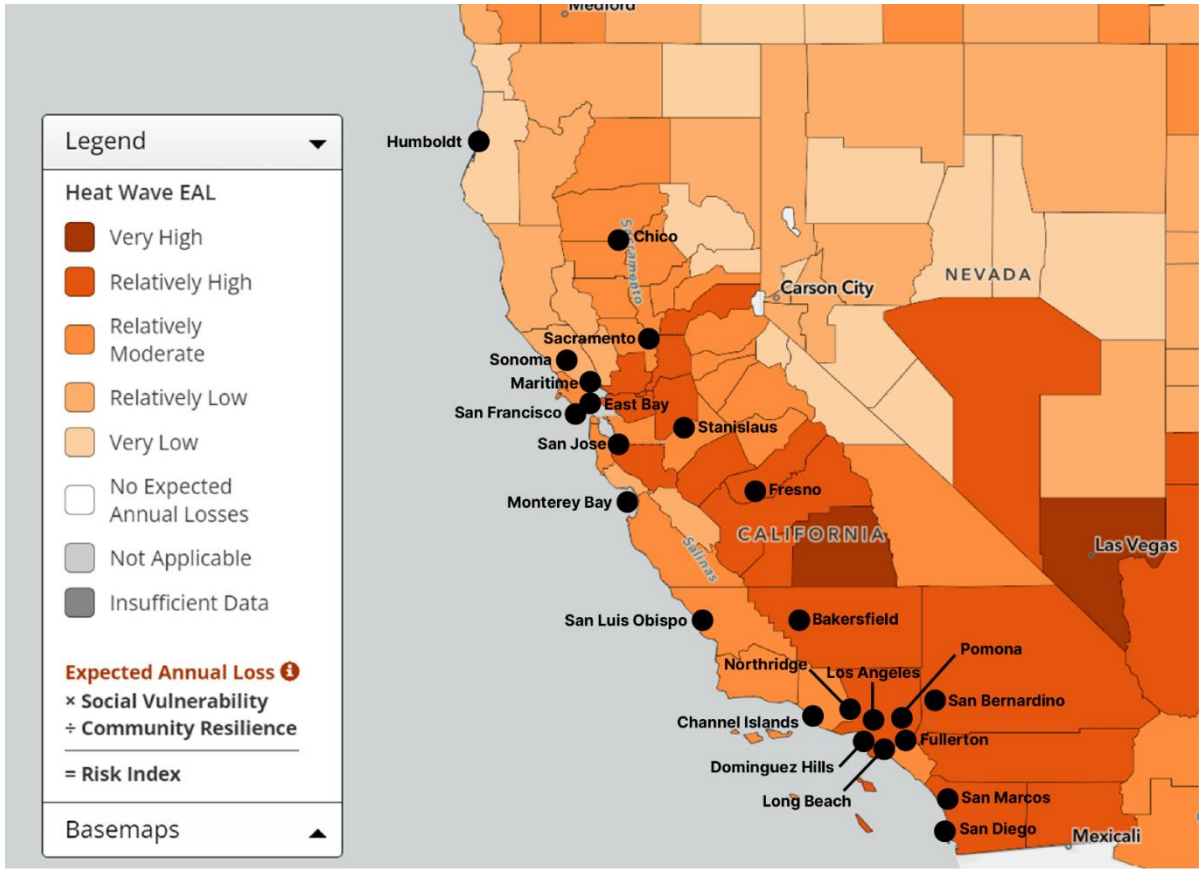 Legend
Heat Wave EAL
Very High
Relatively High
Relatively
Moderate
Relatively Low
Very Low
No Expected
Annual Losses
Not Applicable
Insufficient Data
Expected Annual Loss
× Social Vulnerability
÷ Community Resilience
= Risk Index
Basemaps
Medford
Humboldt
Chico
Sacramento
NEVADA
Carson City
Sacramento
Sonoma
Maritime
East Bay
San Francisco
Stanislaus
San Jose
Fresno
Monterey Bay
CALIFORNIA
Salinas
Las Vegas
San Luis Obispo
Bakersfield
Pomona
Northridge
Los Angeles
San Bernardino
Channel Islands
Fullerton
Dominguez Hills
Long Beach
San Marcos
San Diego
Mexicali